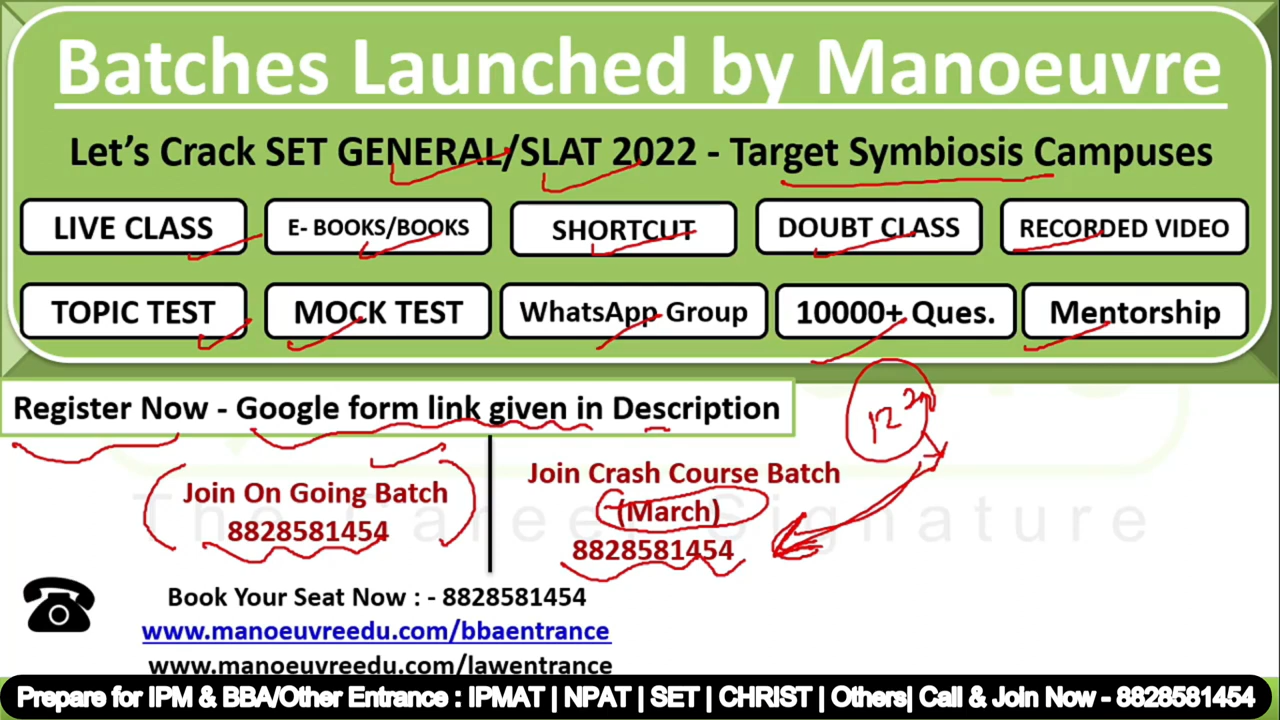 Batches Launched by Manoeuvre
Let's Crack SET GENERAL/SLAT 2022 - Target Symbiosis Campuses
LIVE CLASS E- BOOKS/BOOKS SHORTCUT DOUBT CLASS RECORDED VIDEO
TOPIC TEST MOCK TEST WhatsApp Group 10000+ Ques. Mentorship
Register Now - Google form link given in Description
Join On Going Batch
8828581454
Join Crash Course Batch
(March)
8828581454
12
The Career Signature
Book Your Seat Now : - 8828581454
www.manoeuvreedu.com/bbaentrance
www.manoeuvreedu.com/lawentrance
Prepare for IPM & BBA/Other Entrance : IPMAT | NPAT | SET | CHRIST | Others| Call & Join Now - 8828581454